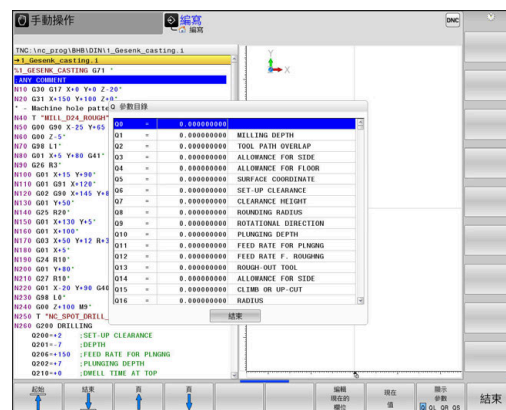 手動操作
編寫
編寫
DNC
TNC:\nc_prog\BHB\DIN\1_Gesenk_casting.i
→1_Gesenk_casting.i
%1_GESENK_CASTING G71 *
;ANY COMMENT
N10 G30 G17 X+0 Y+0 Z-20*
N20 G31 X+150 Y+100 Z+0*
* - Machine hole patte
N40 T "MILL_D24_ROUGH"
N50 G00 G90 X-25 Y+65
N60 G00 Z-5*
N70 G98 L1*
N80 G01 X+5 Y+80 G41*
N90 G26 R3*
N100 G01 X+15 Y+90*
N110 G01 G91 X+120*
N120 G02 G90 X+145 Y+8
N130 G01 Y+50*
N140 G25 R20*
N150 G01 X+130 Y+5*
N160 G01 X+100*
N170 G03 X+50 Y+12 R+3
N180 G01 X+5*
N190 G24 R10*
N200 G01 Y+80*
N210 G27 R10*
N220 G01 X-20 Y+90 G40
N230 G98 L0*
N240 G00 Z+100 M9*
N250 T "NC_SPOT_DRILL_
N260 G200 DRILLING
Q200=+2 ;SET-UP CLEARANCE
Q201=-7 ;DEPTH
Q206=+150 ;FEED RATE FOR PLNGNG
Q202=+7 ;PLUNGING DEPTH
Q210=+0 ;DWELL TIME AT TOP
Y
X
Q 參數目錄
Q0 = 0.000000000
Q1 = 0.000000000 MILLING DEPTH
Q2 = 0.000000000 TOOL PATH OVERLAP
Q3 = 0.000000000 ALLOWANCE FOR SIDE
Q4 = 0.000000000 ALLOWANCE FOR FLOOR
Q5 = 0.000000000 SURFACE COORDINATE
Q6 = 0.000000000 SET-UP CLEARANCE
Q7 = 0.000000000 CLEARANCE HEIGHT
Q8 = 0.000000000 ROUNDING RADIUS
Q9 = 0.000000000 ROTATIONAL DIRECTION
Q10 = 0.000000000 PLUNGING DEPTH
Q11 = 0.000000000 FEED RATE FOR PLNGNG
Q12 = 0.000000000 FEED RATE F. ROUGHNG
Q13 = 0.000000000 ROUGH-OUT TOOL
Q14 = 0.000000000 ALLOWANCE FOR SIDE
Q15 = 0.000000000 CLIMB OR UP-CUT
Q16 = 0.000000000 RADIUS
結束
起始
結束
頁
頁
編輯
現在的
欄位
現在
值
顯示
參數
Q QL QR QS
結束